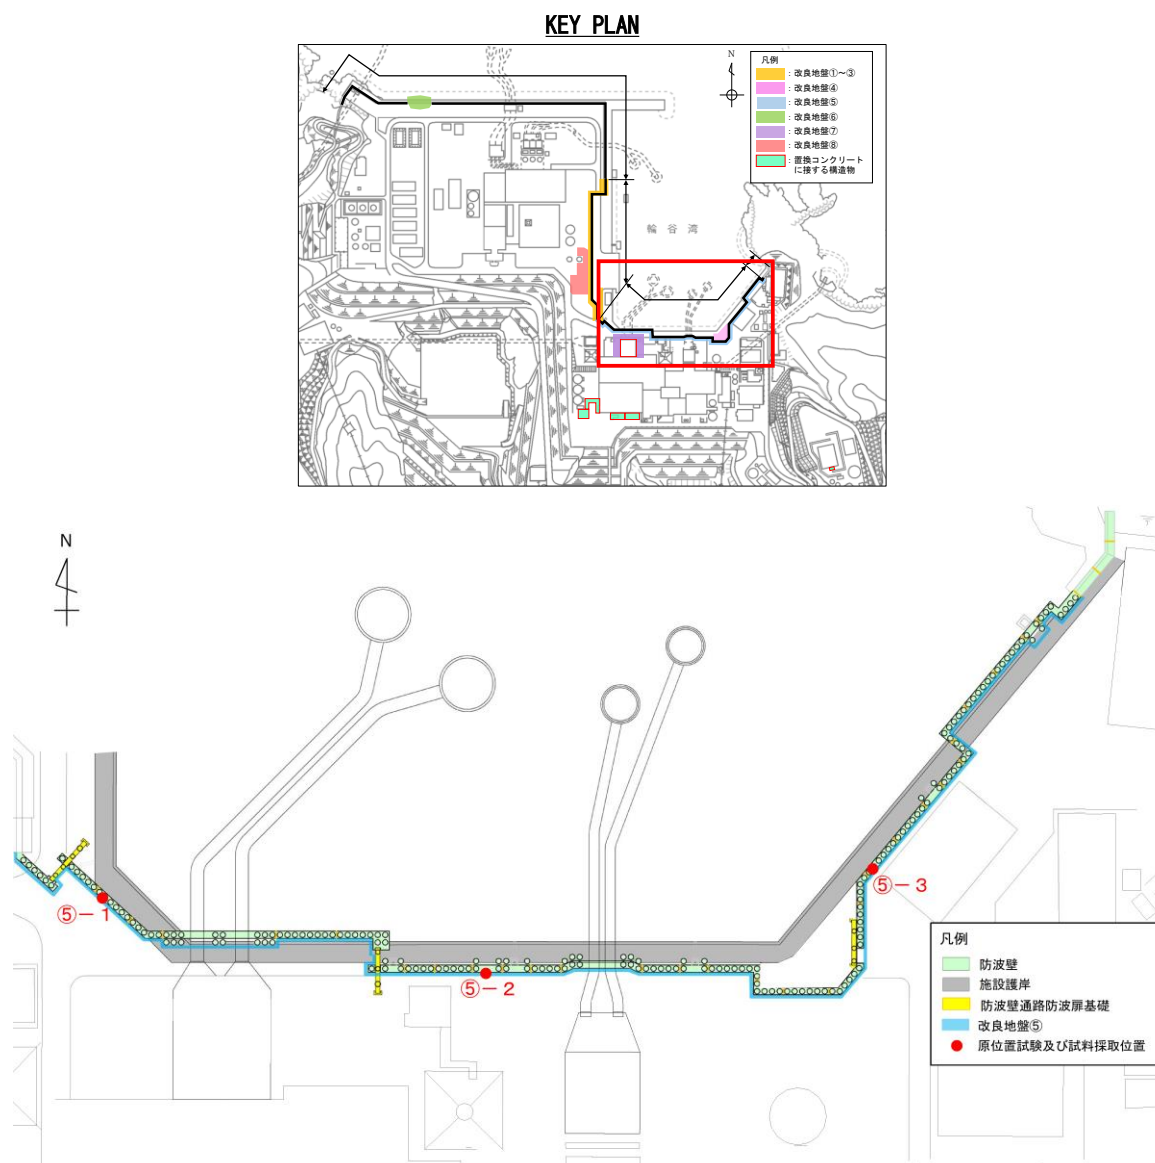 KEY PLAN
N
凡例
：改良地盤①～③
：改良地盤④
：改良地盤⑤
：改良地盤⑥
：改良地盤⑦
：改良地盤⑧
：置換コンクリート
に接する構造物
輪谷湾
N
⑤－1
⑤－2
⑤－3
凡例
防波壁
施設護岸
防波壁通路防波扉基礎
改良地盤⑤
原位置試験及び試料採取位置